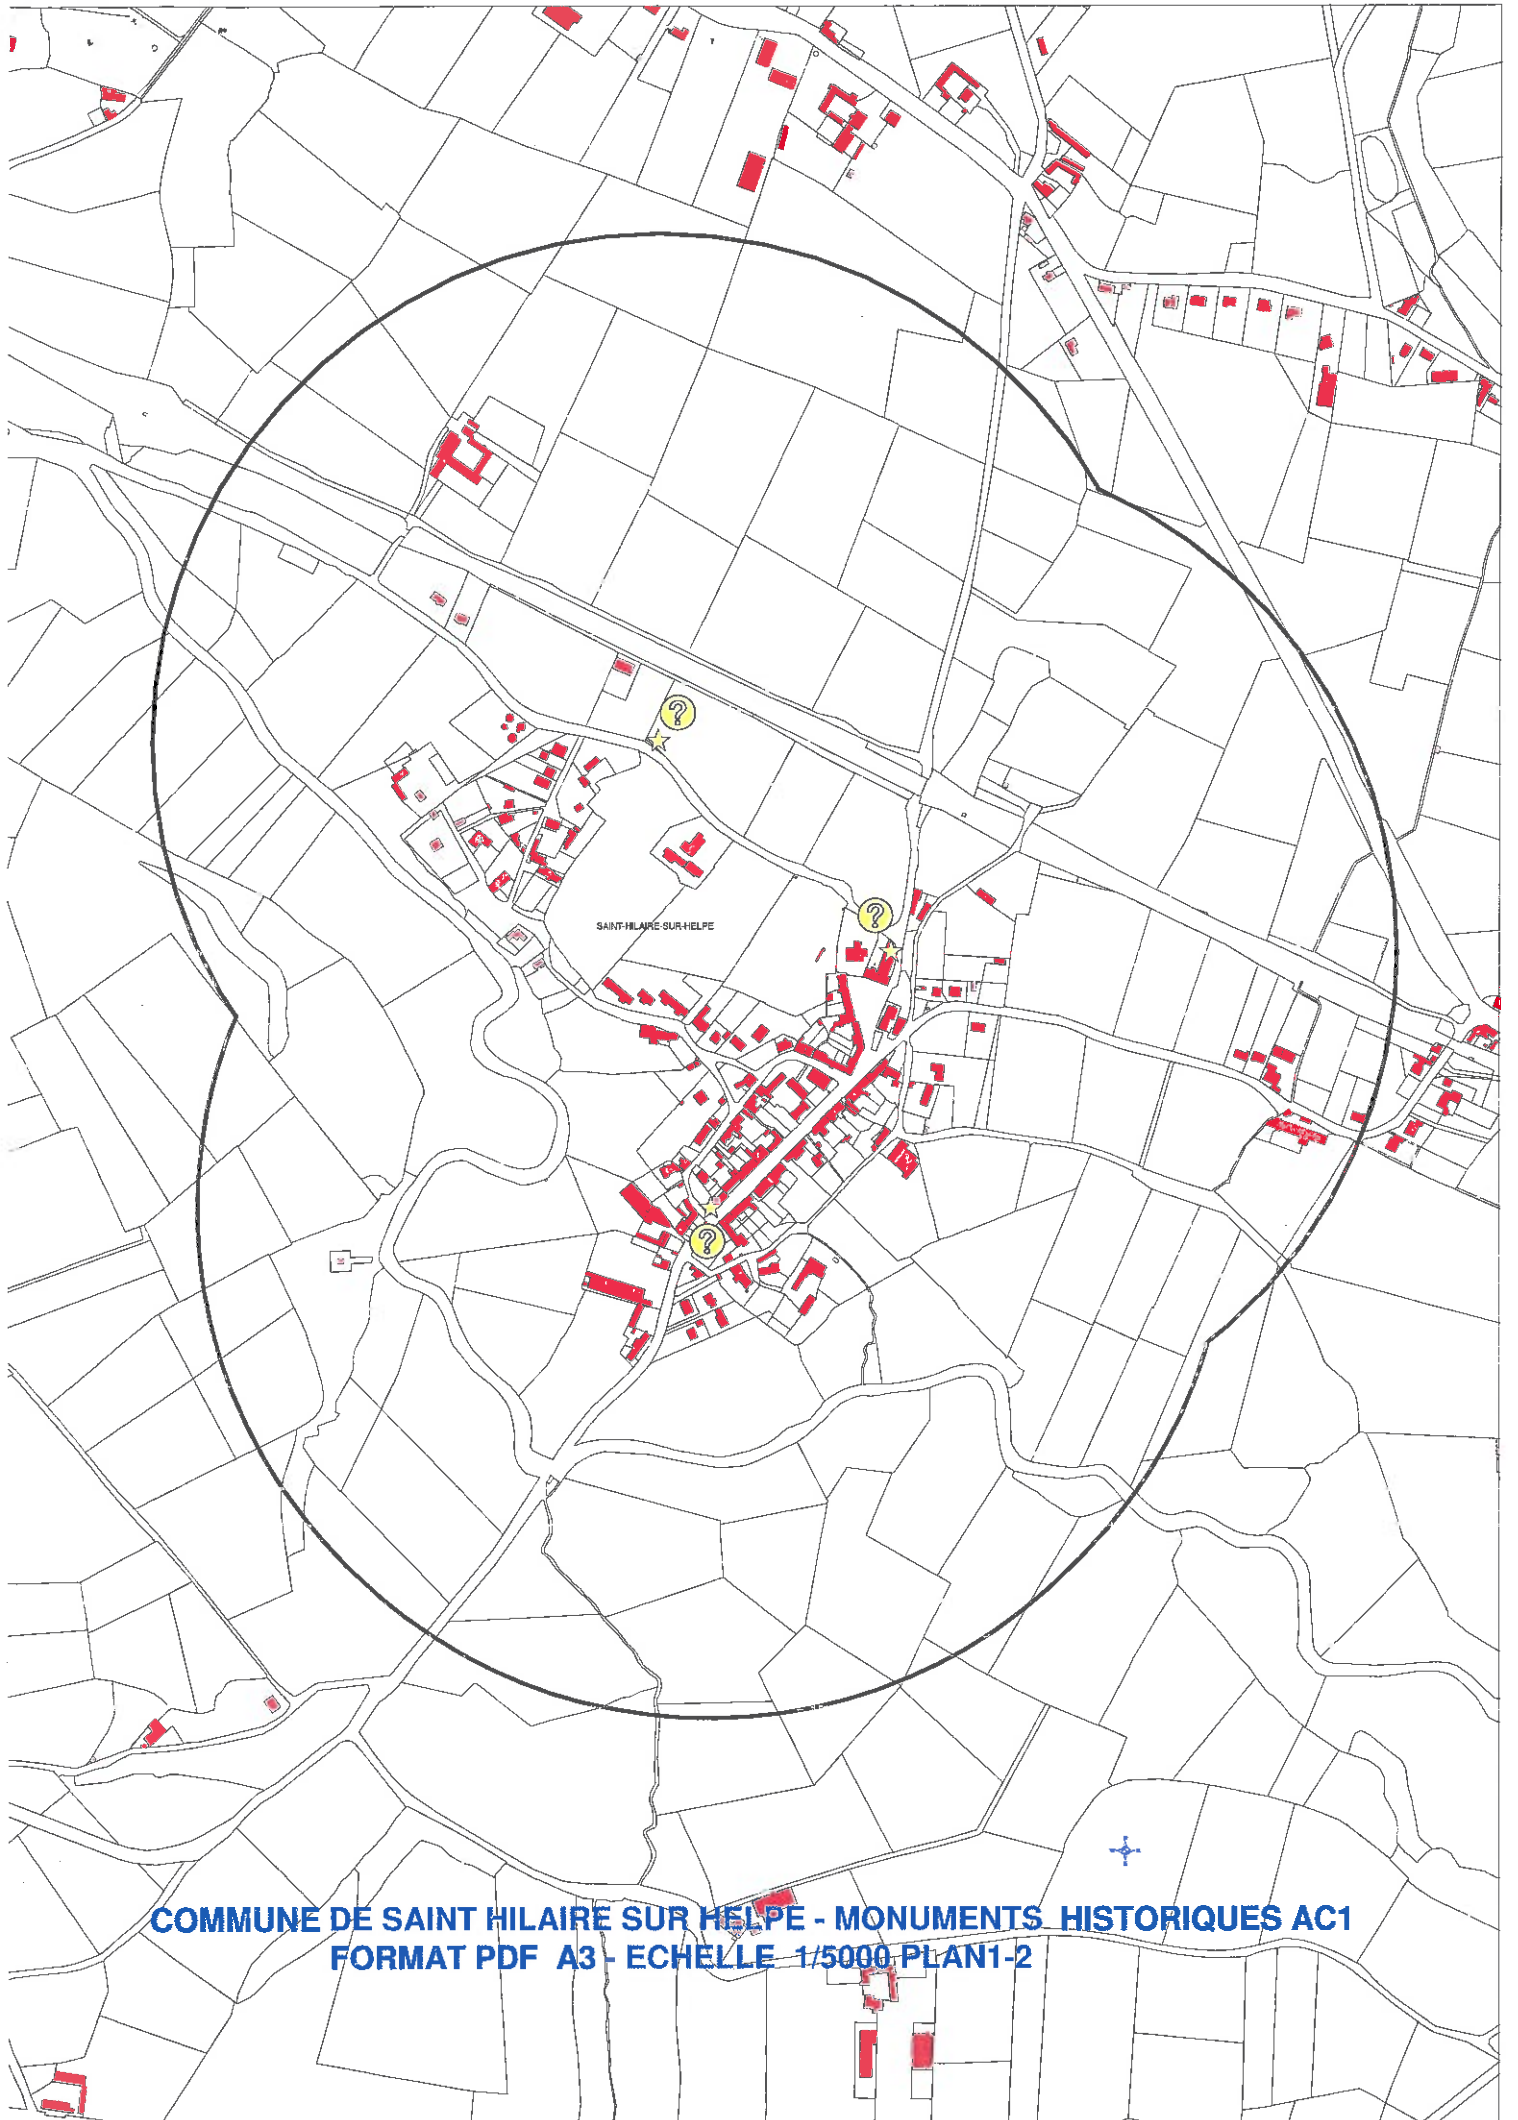 ?
?
SAINT-HILAIRE-SUR-HELPE
?
COMMUNE DE SAINT HILAIRE SUR HELPE - MONUMENTS HISTORIQUES AC1
FORMAT PDF A3 - ECHELLE 1/5000 PLAN1-2